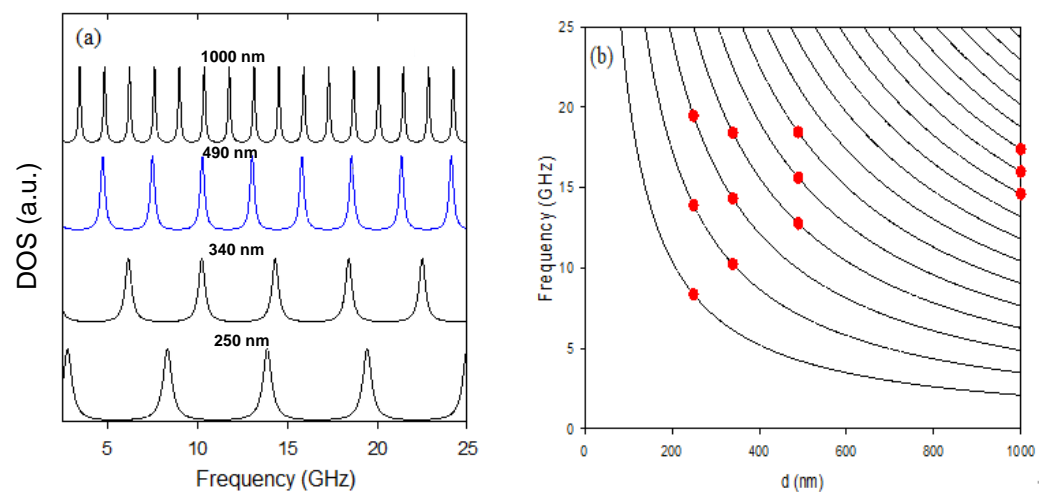 (a)
1000 nm
490 nm
340 nm
250 nm
DOS (a.u.)
5 10 15 20 25
Frequency (GHz)
(b)
25
20
15
10
5
0
Frequency (GHz)
0 200 400 600 800 1000
d (nm)